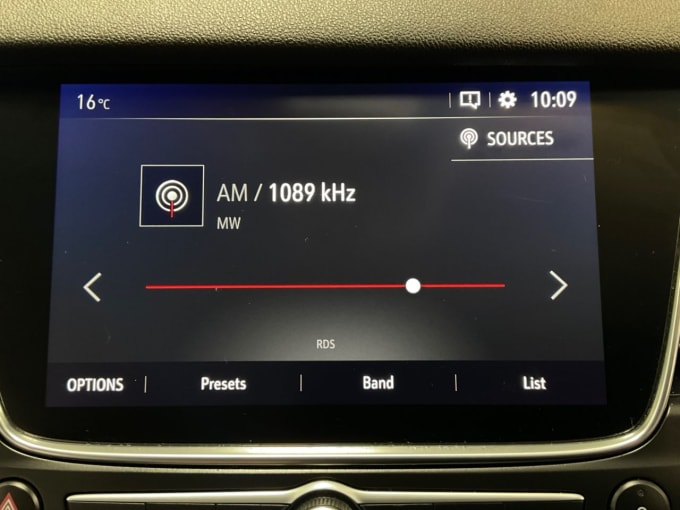 16°C
10:09
SOURCES
AM / 1089 kHz
MW
RDS
OPTIONS
Presets
Band
List